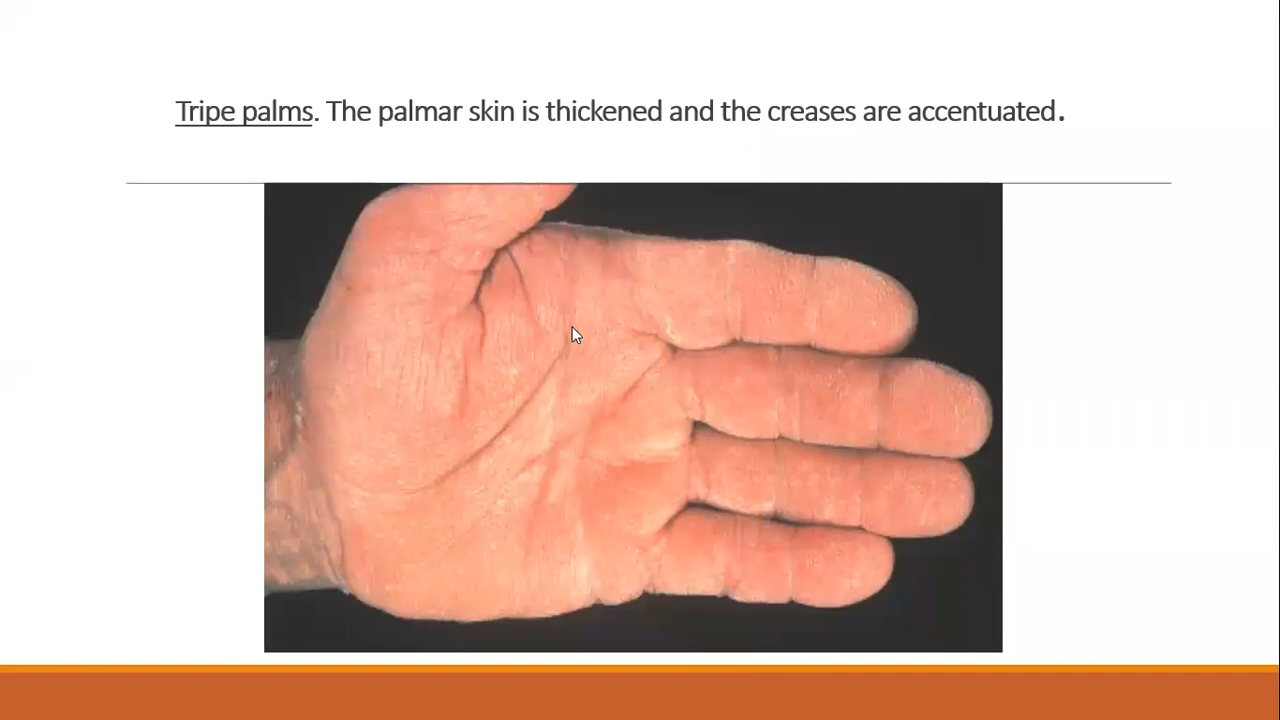 Tripe palms. The palmar skin is thickened and the creases are accentuated.